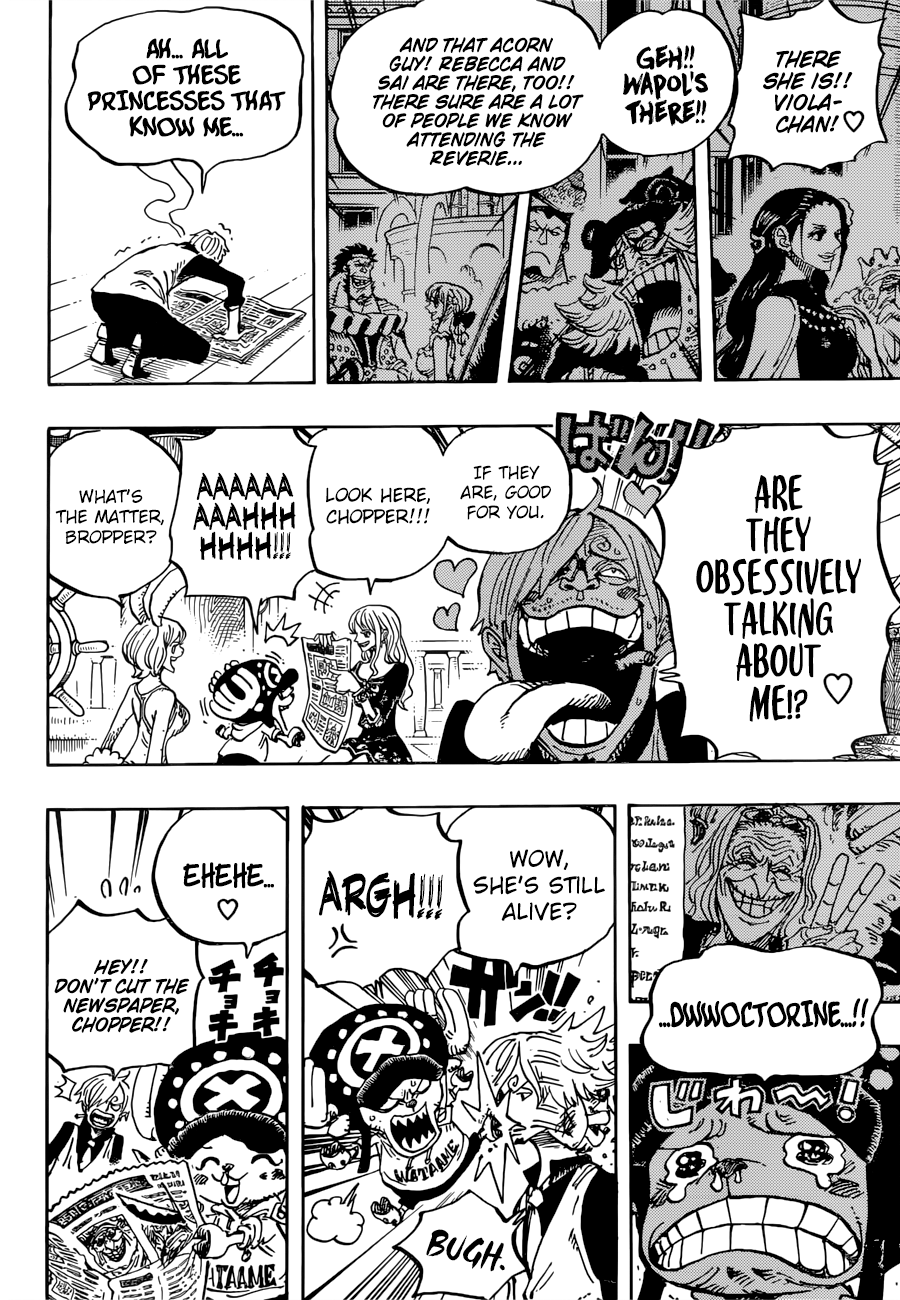 THERE
SHE IS!!
VIOLA-
CHAN!♡
GEH!!
WAPOL'S
THERE!!
AND THAT ACORN
GUY! REBECCA AND
SAI ARE THERE, TOO!!
THERE SURE ARE A LOT
OF PEOPLE WE KNOW
ATTENDING THE
REVERIE...
AH... ALL
OF THESE
PRINCESSES THAT
KNOW ME...
ARE
THEY
OBSESSIVELY
TALKING
ABOUT
ME!?♡
ばん!!
IF THEY
ARE, GOOD
FOR YOU.
LOOK HERE,
CHOPPER!!!
AAAAAA
AAAHHH
HHHH!!!
WHAT'S
THE MATTER,
BROPPER?
...DWWOCTORINE...!!
じわ～!
WOW,
SHE'S STILL
ALIVE?
ガンッ!!
ARGH!!!
WATAAME
BUGH.
EHEHE...
♡
チョキ
チョキ
HEY!!
DON'T CUT THE
NEWSPAPER,
CHOPPER!!
ATAAME